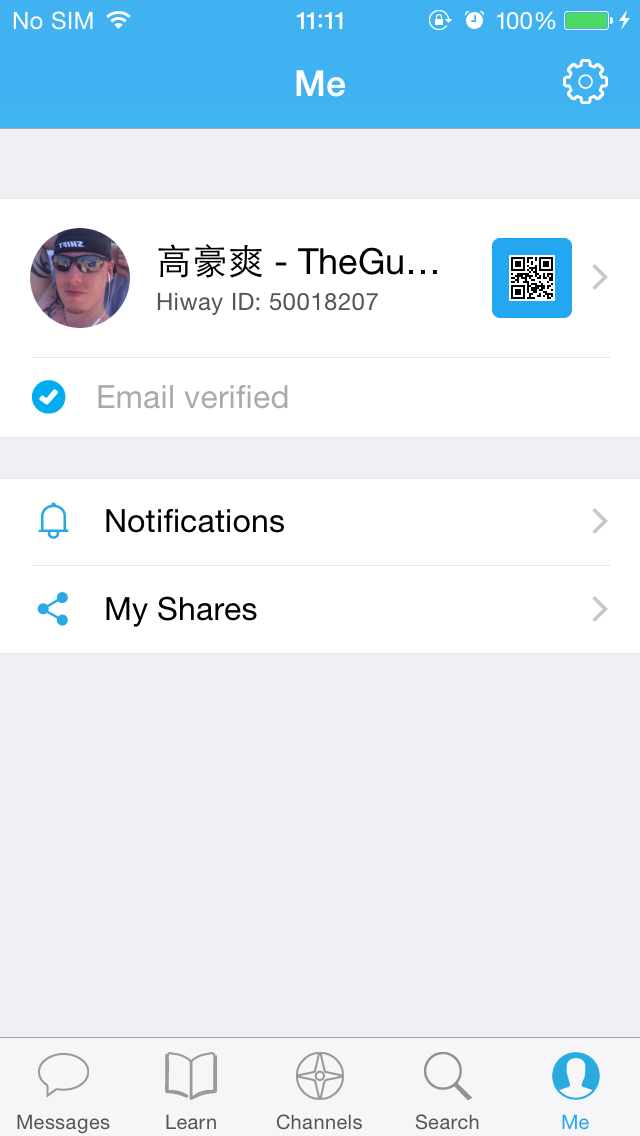 No SIM 11:11 100%
Me
高豪爽 - TheGu...
Hiway ID: 50018207
Email verified
Notifications
My Shares
Messages Learn Channels Search Me